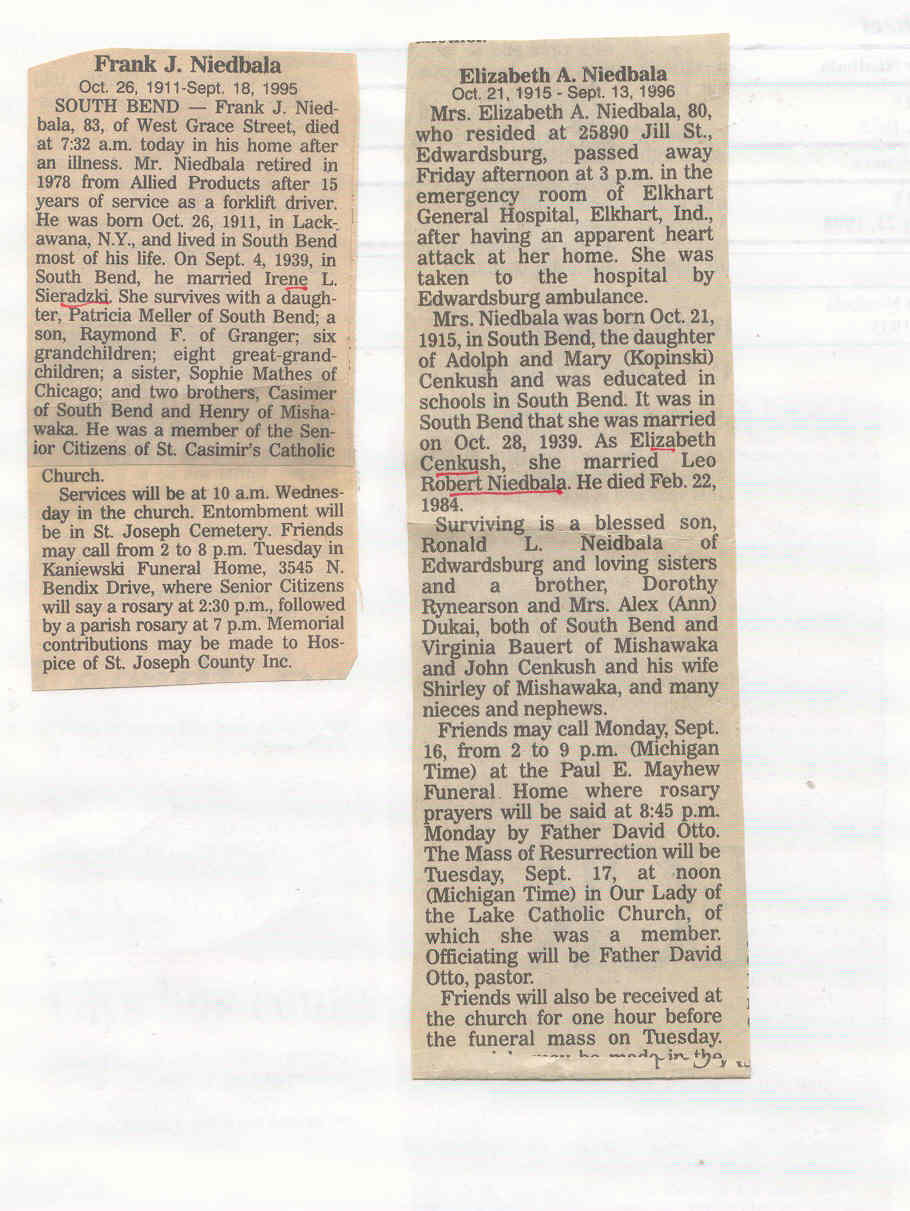 Frank J. Niedbala
Oct. 26, 1911-Sept. 18, 1995
SOUTH BEND — Frank J. Nied-
bala, 83, of West Grace Street, died
at 7:32 a.m. today in his home after
an illness. Mr. Niedbala retired in
1978 from Allied Products after 15
years of service as a forklift driver.
He was born Oct. 26, 1911, in Lack-
awana, N.Y., and lived in South Bend
most of his life. On Sept. 4, 1939, in
South Bend, he married Irene L.
Sieradzki. She survives with a daugh-
ter, Patricia Meller of South Bend; a
son, Raymond F. of Granger; six
grandchildren; eight great-grand-
children; a sister, Sophie Mathes of
Chicago; and two brothers, Casimer
of South Bend and Henry of Misha-
waka. He was a member of the Sen-
ior Citizens of St. Casimir's Catholic
Church.
Services will be at 10 a.m. Wednes-
day in the church. Entombment will
be in St. Joseph Cemetery. Friends
may call from 2 to 8 p.m. Tuesday in
Kaniewski Funeral Home, 3545 N.
Bendix Drive, where Senior Citizens
will say a rosary at 2:30 p.m., followed
by a parish rosary at 7 p.m. Memorial
contributions may be made to Hos-
pice of St. Joseph County Inc.
Elizabeth A. Niedbala
Oct. 21, 1915 - Sept. 13, 1996
Mrs. Elizabeth A. Niedbala, 80,
who resided at 25890 Jill St.,
Edwardsburg, passed away
Friday afternoon at 3 p.m. in the
emergency room of Elkhart
General Hospital, Elkhart, Ind.,
after having an apparent heart
attack at her home. She was
taken to the hospital by
Edwardsburg ambulance.
Mrs. Niedbala was born Oct. 21,
1915, in South Bend, the daughter
of Adolph and Mary (Kopinski)
Cenkush and was educated in
schools in South Bend. It was in
South Bend that she was married
on Oct. 28, 1939. As Elizabeth
Cenkush, she married Leo
Robert Niedbala. He died Feb. 22,
1984.
Surviving is a blessed son,
Ronald L. Neidbala of
Edwardsburg and loving sisters
and a brother, Dorothy
Rynearson and Mrs. Alex (Ann)
Dukai, both of South Bend and
Virginia Bauert of Mishawaka
and John Cenkush and his wife
Shirley of Mishawaka, and many
nieces and nephews.
Friends may call Monday, Sept.
16, from 2 to 9 p.m. (Michigan
Time) at the Paul E. Mayhew
Funeral Home where rosary
prayers will be said at 8:45 p.m.
Monday by Father David Otto.
The Mass of Resurrection will be
Tuesday, Sept. 17, at noon
(Michigan Time) in Our Lady of
the Lake Catholic Church, of
which she was a member.
Officiating will be Father David
Otto, pastor.
Friends will also be received at
the church for one hour before
the funeral mass on Tuesday.
may be made in the